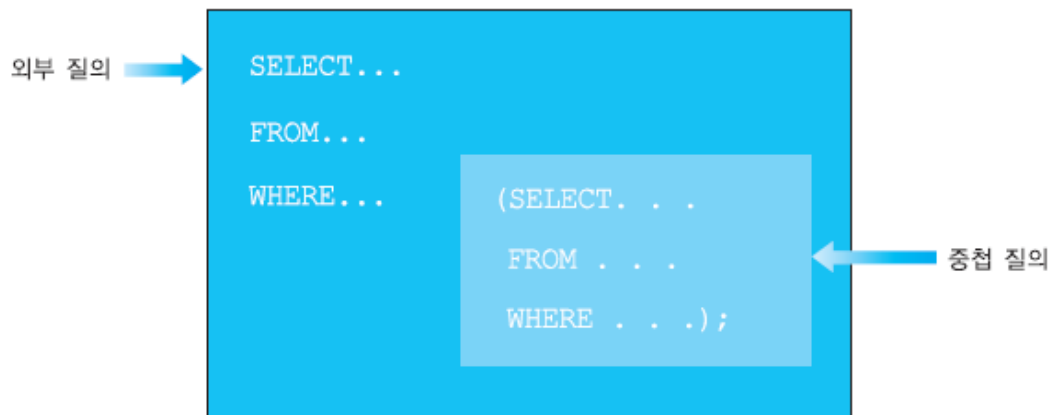 외부 질의
SELECT...
FROM...
WHERE...
(SELECT. . .
FROM . . .
WHERE . . .);
중첩 질의